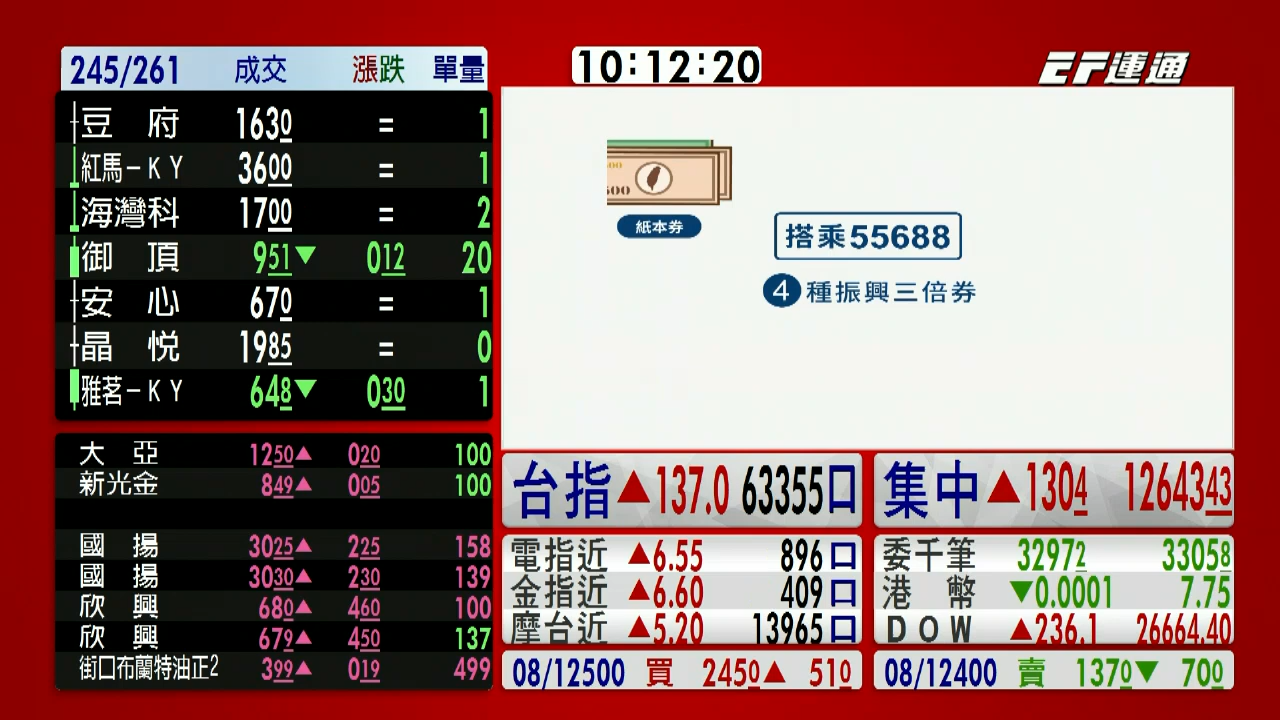 245/261 成交 漲跌 單量
10:12:20
EF運通
豆府 1630 = 1
紅馬-KY 3600 = 1
海灣科 1700 = 2
御頂 951▼ 012 20
安心 670 = 1
晶悅 1985 = 0
雅茗-KY 648▼ 030 1
500
紙本券
搭乘55688
4種振興三倍券
大亞 1250▲ 020 100
新光金 849▲ 005 100
國揚 3025▲ 225 158
國揚 3030▲ 230 139
欣興 680▲ 460 100
欣興 679▲ 450 137
街口布蘭特油正2 399▲ 019 499
台指▲137.0 63355口
集中▲1304 1264343
電指近 ▲6.55 896口
金指近 ▲6.60 409口
摩台近 ▲5.20 13965口
委千筆 32972 33058
港幣 ▼0.0001 7.75
DOW ▲236.1 26664.40
08/12500 買 2450▲ 510
08/12400 賣 1370▼ 700